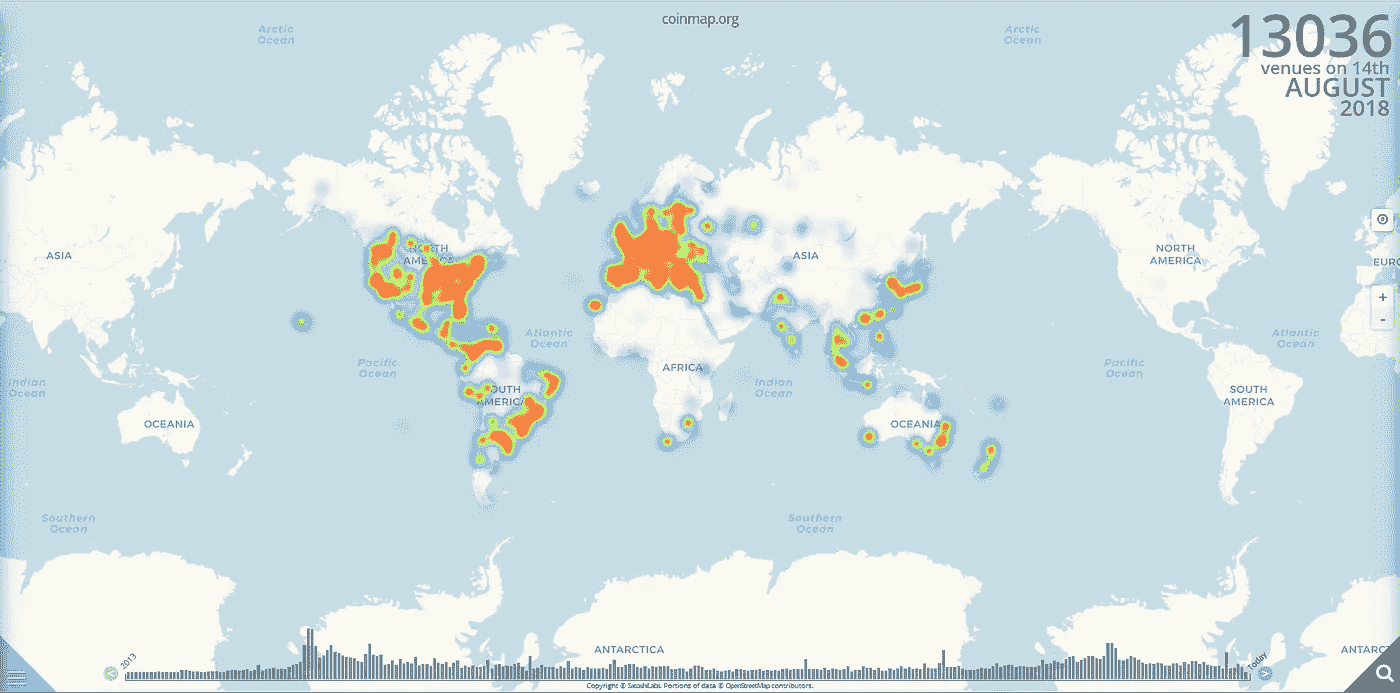 coinmap.org
13036
venues on 14th
AUGUST
2018
Arctic
Ocean
Arctic
Ocean
ASIA
NORTH
AMERICA
ASIA
NORTH
AMERICA
EURO
+
-
Atlantic
Ocean
Atlantic
Ocean
Pacific
Ocean
AFRICA
Indian
Ocean
Indian
Ocean
Pacific
Ocean
SOUTH
AMERICA
SOUTH
AMERICA
OCEANIA
OCEANIA
Southern
Ocean
Southern
Ocean
ANTARCTICA
ANTARC
2013
Today
Copyright © SatoshiLabs. Portions of data © OpenStreetMap contributors.